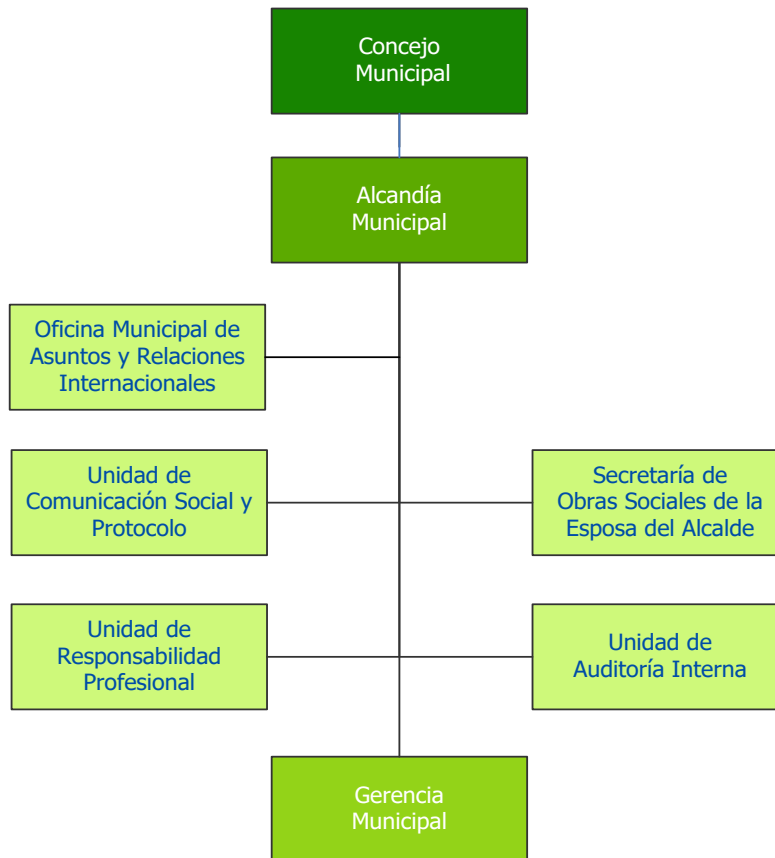 Concejo
Municipal
Alcandía
Municipal
Oficina Municipal de
Asuntos y Relaciones
Internacionales
Unidad de
Comunicación Social y
Protocolo
Secretaría de
Obras Sociales de la
Esposa del Alcalde
Unidad de
Responsabilidad
Profesional
Unidad de
Auditoría Interna
Gerencia
Municipal